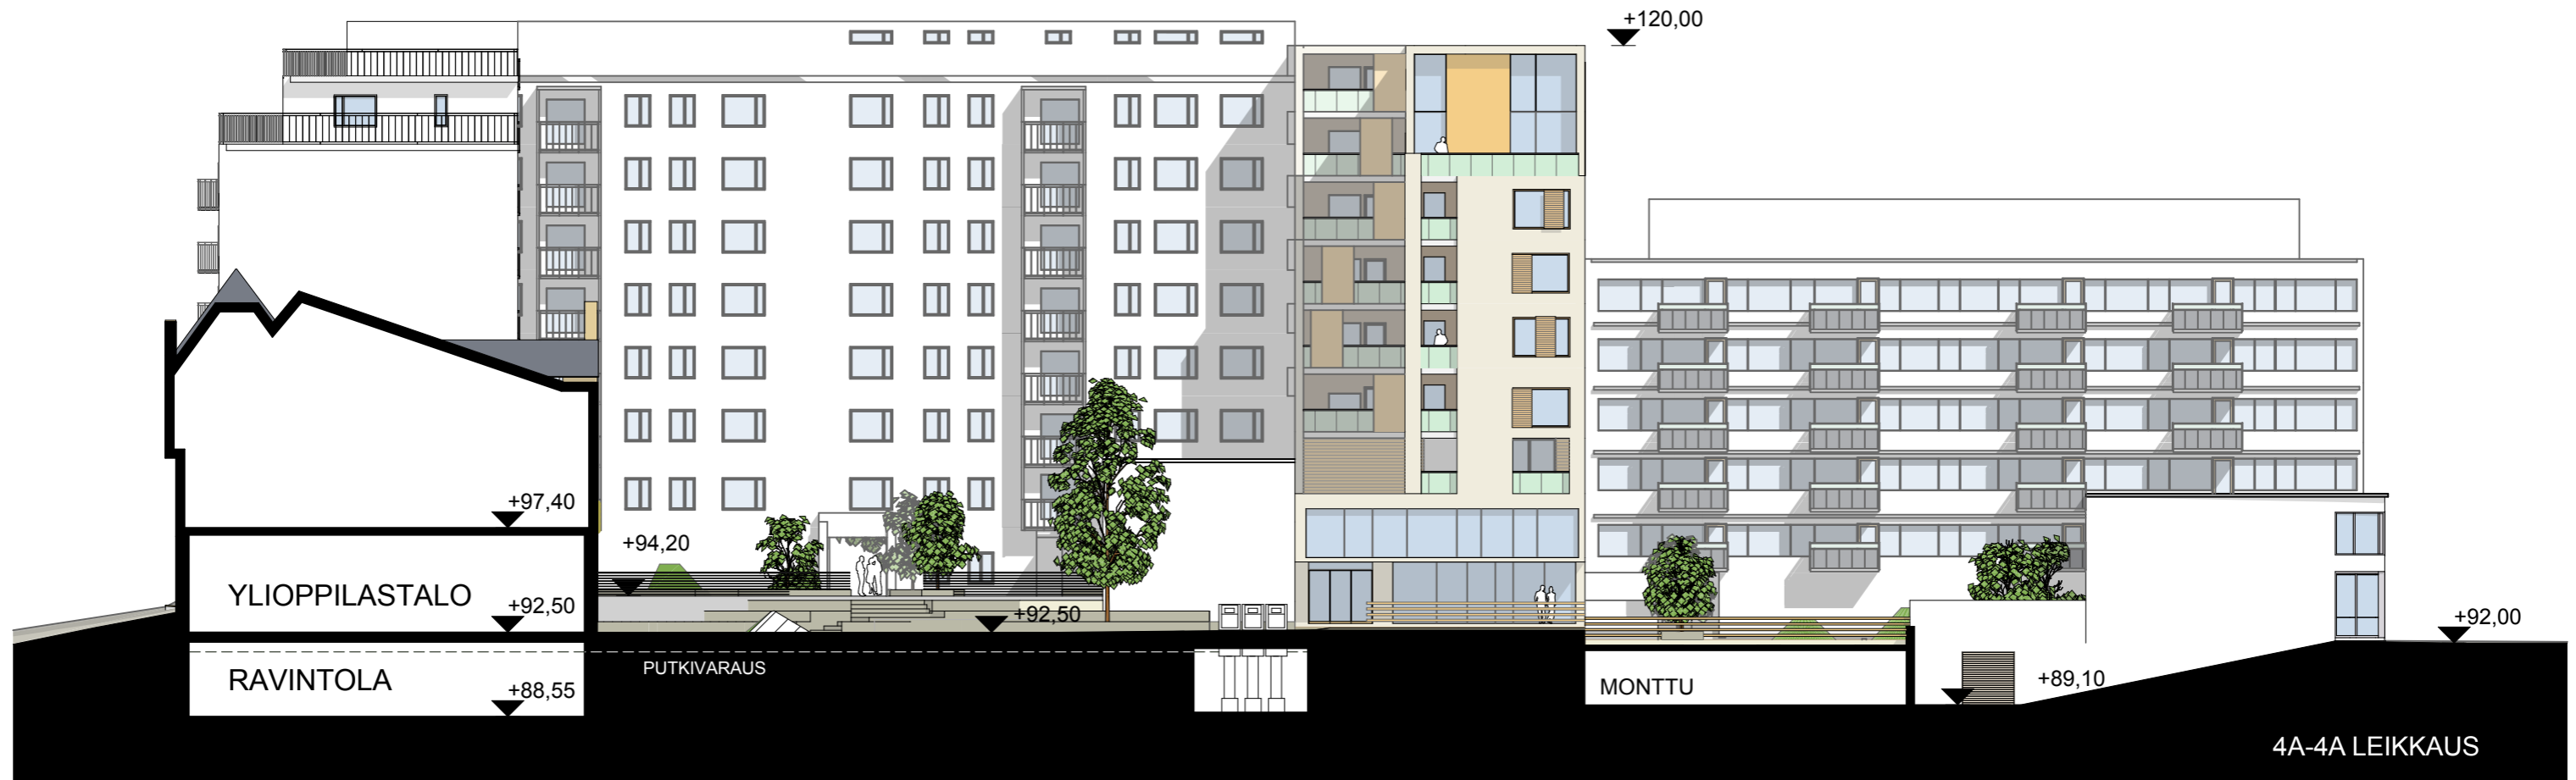 +120,00
+97,40
+94,20
YLIOPPILASTALO
+92,50
+92,50
+92,00
PUTKIVARAUS
RAVINTOLA
+88,55
MONTTU
+89,10
4A-4A LEIKKAUS